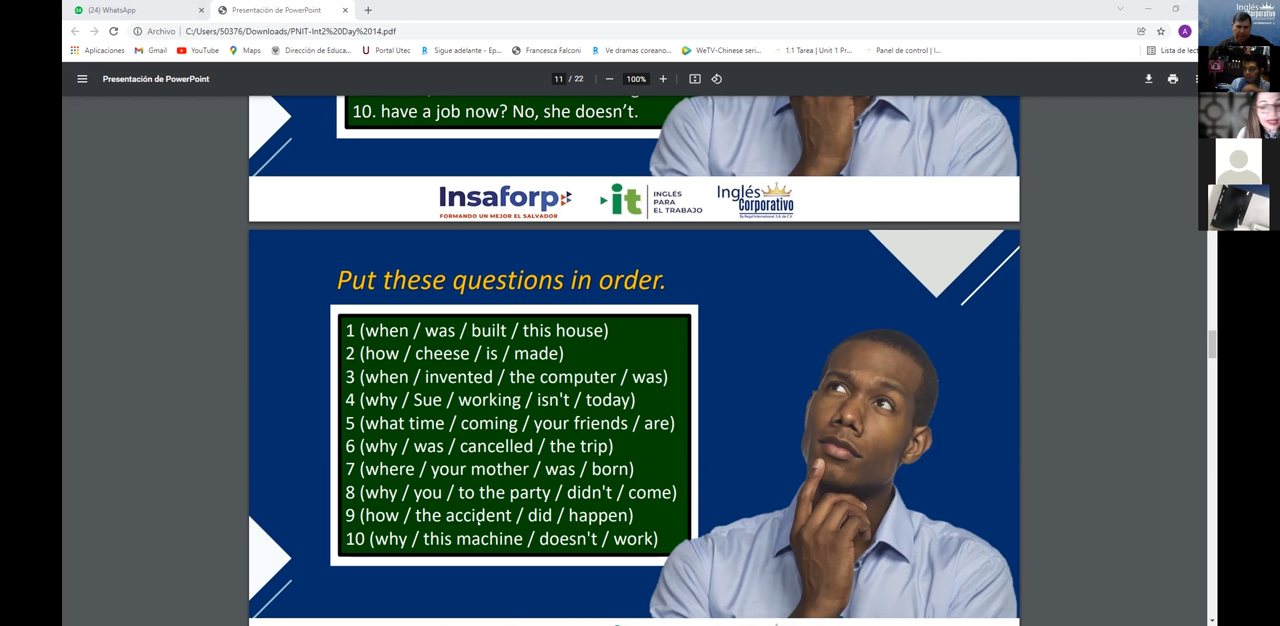 (24) WhatsApp
Presentación de PowerPoint
Archivo
C:/Users/50376/Downloads/PNIT-Int2%20Day%2014.pdf
Aplicaciones
Gmail
YouTube
Maps
Dirección de Educa...
Portal Utec
Sigue adelante - Ep...
Francesca Falconi
Ve dramas coreano...
WeTV-Chinese seri...
1.1 Tarea | Unit 1 Pr...
Panel de control | I...
Lista de lect
Presentación de PowerPoint
11 / 22
100%
10. have a job now? No, she doesn't.
Insaforp
FORMANDO UN MEJOR EL SALVADOR
it
INGLÉS
PARA
EL TRABAJO
Inglés
Corporativo
Put these questions in order.
1 (when / was / built / this house)
2 (how / cheese / is / made)
3 (when / invented / the computer / was)
4 (why / Sue / working / isn't / today)
5 (what time / coming / your friends / are)
6 (why / was / cancelled / the trip)
7 (where / your mother / was / born)
8 (why / you / to the party / didn't / come)
9 (how / the accident / did / happen)
10 (why / this machine / doesn't / work)